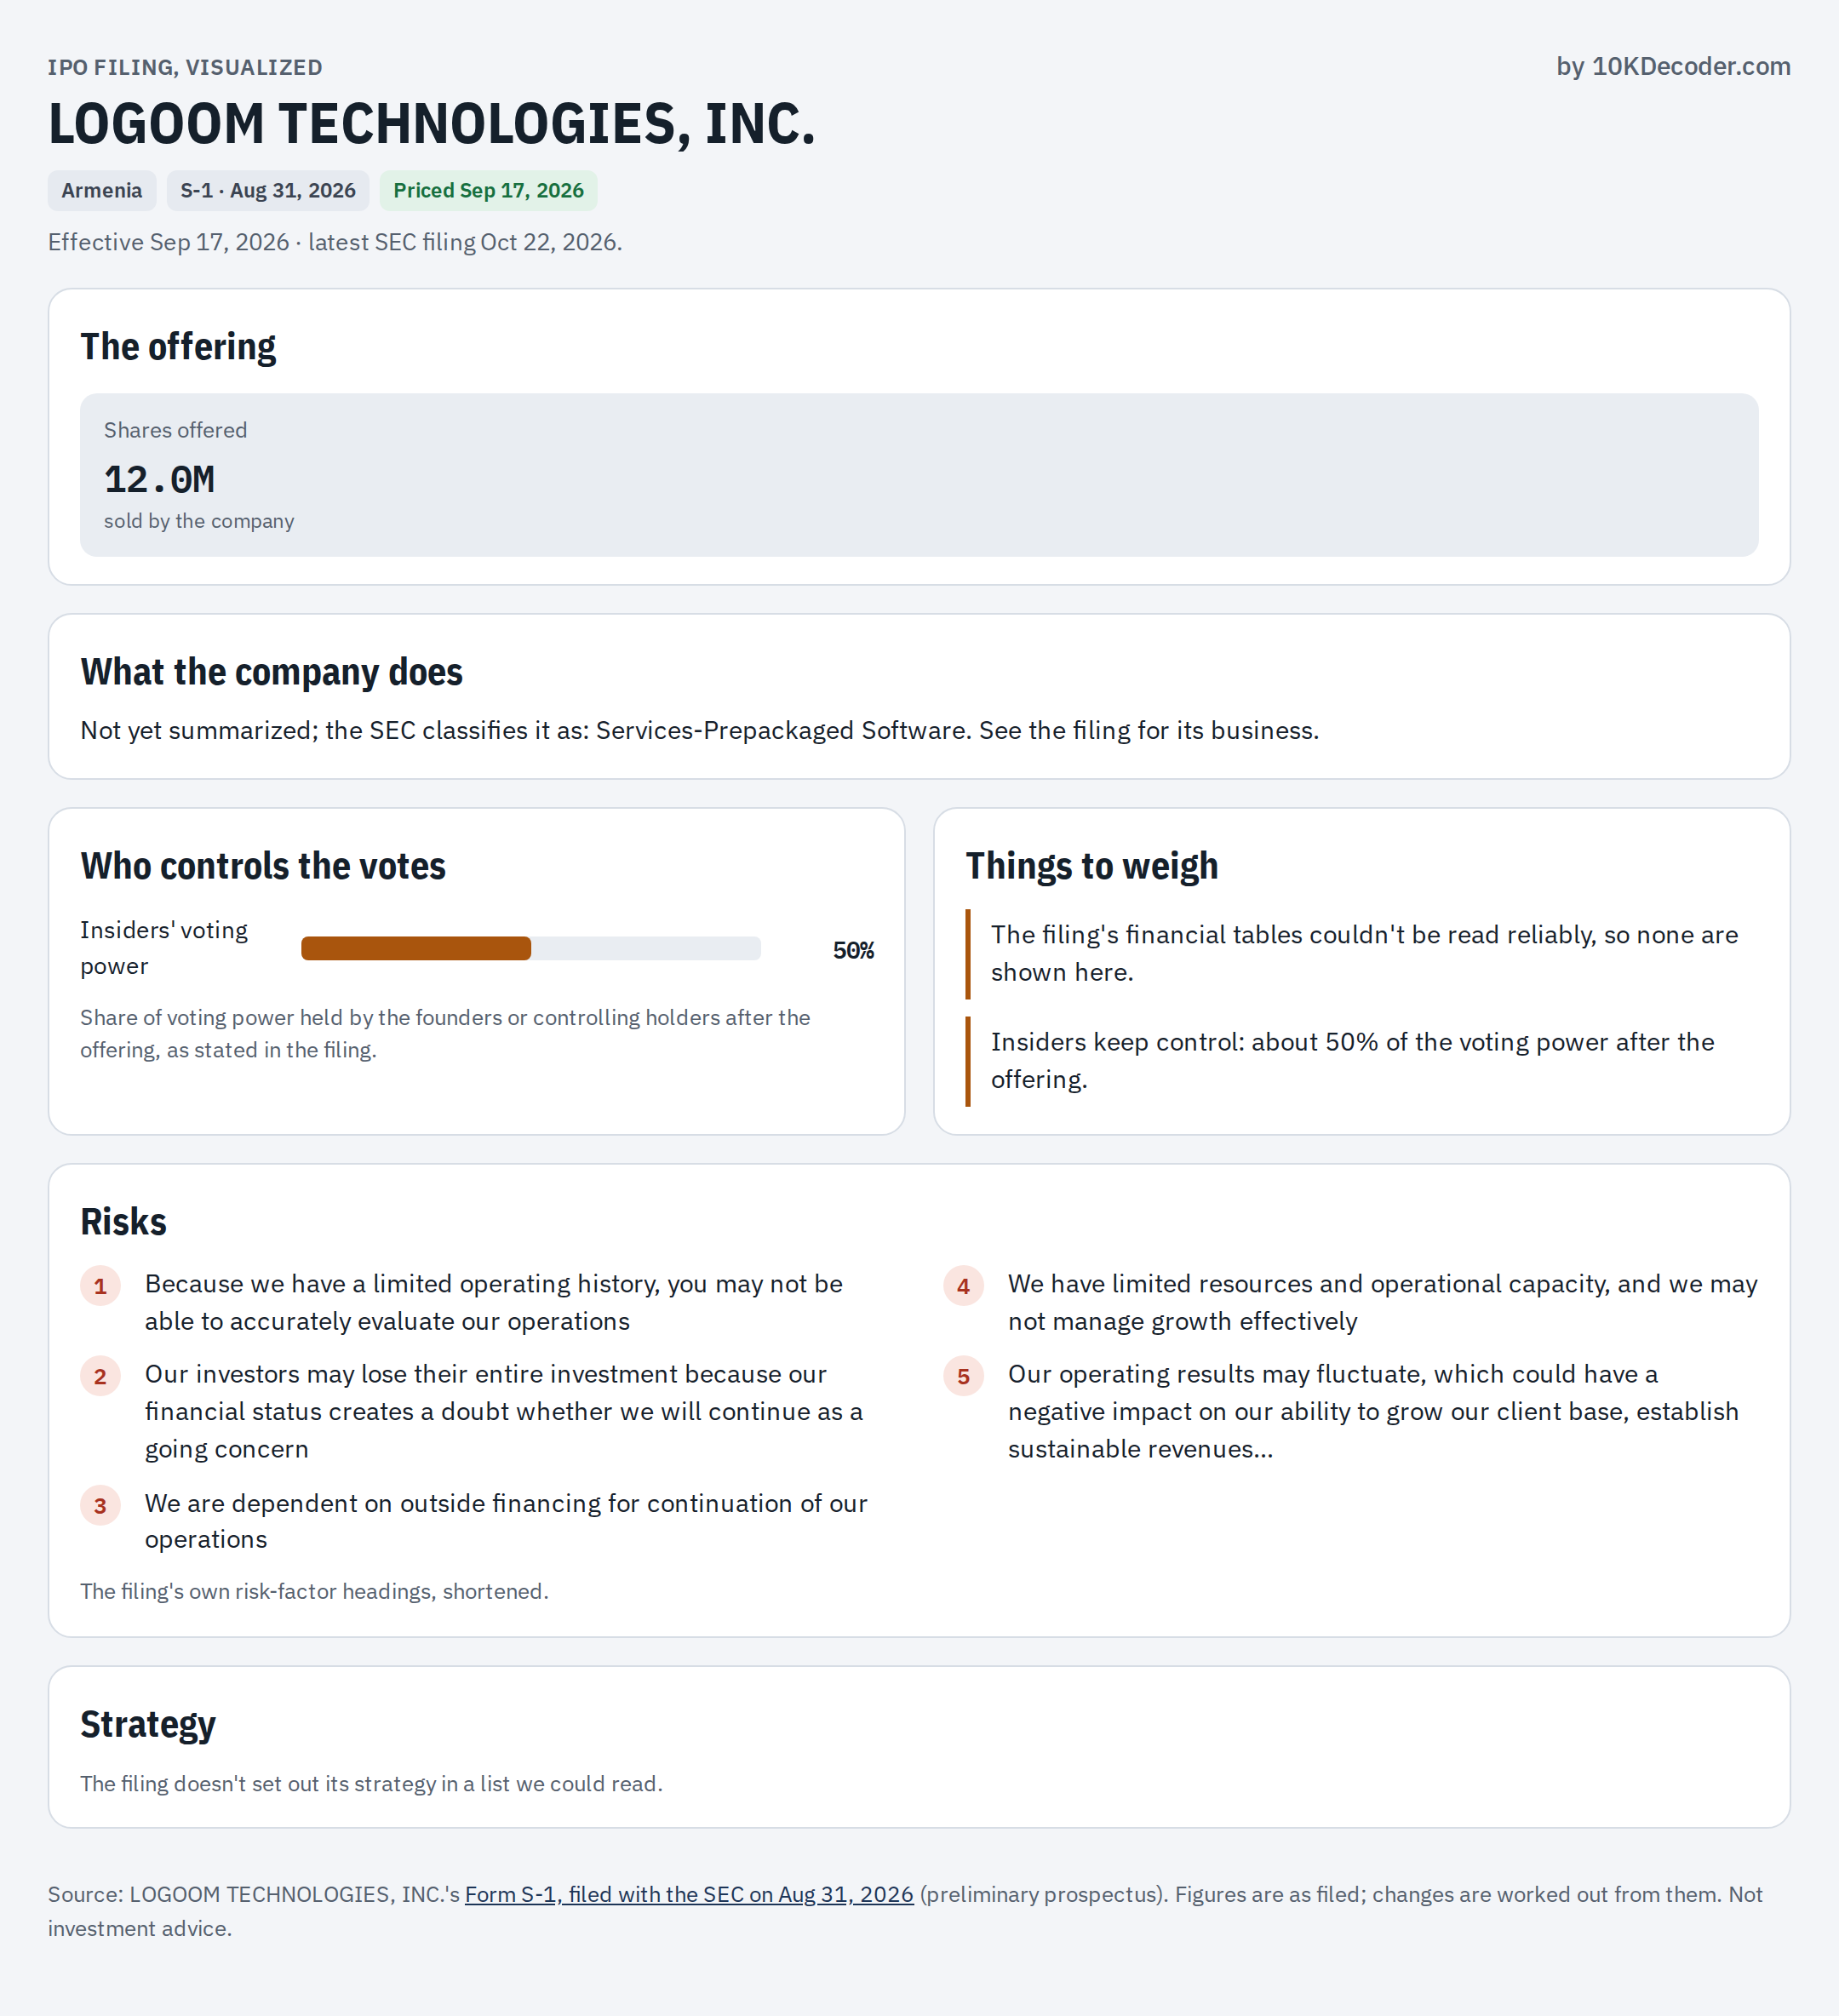 IPO FILING, VISUALIZED
by 10KDecoder.com
LOGOOM TECHNOLOGIES, INC.
Armenia
S-1 · Aug 31, 2026
Priced Sep 17, 2026
Effective Sep 17, 2026 · latest SEC filing Oct 22, 2026.
The offering
Shares offered
12.0M
sold by the company
What the company does
Not yet summarized; the SEC classifies it as: Services-Prepackaged Software. See the filing for its business.
Who controls the votes
Insiders' voting
power
50%
Share of voting power held by the founders or controlling holders after the
offering, as stated in the filing.
Things to weigh
The filing's financial tables couldn't be read reliably, so none are
shown here.
Insiders keep control: about 50% of the voting power after the
offering.
Risks
1
Because we have a limited operating history, you may not be
able to accurately evaluate our operations
2
Our investors may lose their entire investment because our
financial status creates a doubt whether we will continue as a
going concern
3
We are dependent on outside financing for continuation of our
operations
4
We have limited resources and operational capacity, and we may
not manage growth effectively
5
Our operating results may fluctuate, which could have a
negative impact on our ability to grow our client base, establish
sustainable revenues…
The filing's own risk-factor headings, shortened.
Strategy
The filing doesn't set out its strategy in a list we could read.
Source: LOGOOM TECHNOLOGIES, INC.'s Form S-1, filed with the SEC on Aug 31, 2026 (preliminary prospectus). Figures are as filed; changes are worked out from them. Not
investment advice.